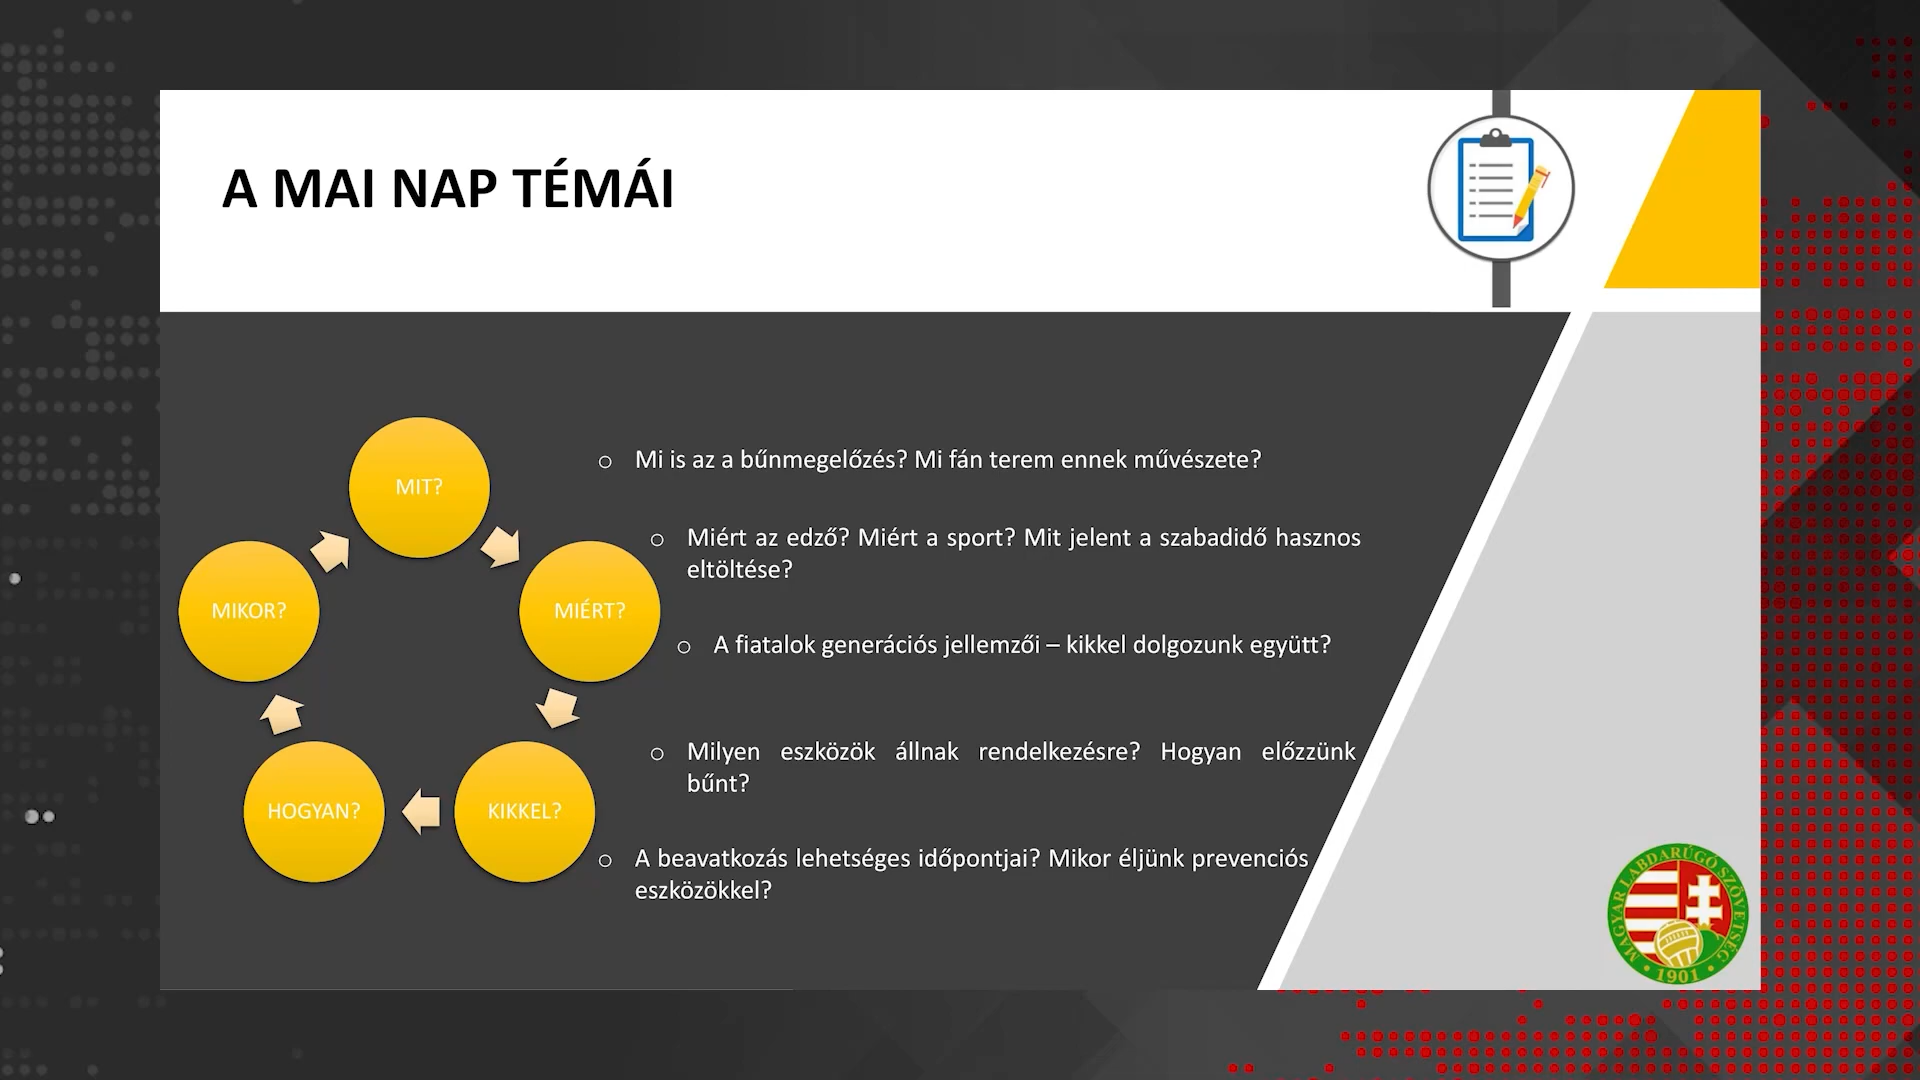 A MAI NAP TÉMÁI
MIT?
MIÉRT?
KIKKEL?
HOGYAN?
MIKOR?
Mi is az a bűnmegelőzés? Mi fán terem ennek művészete?
Miért az edző? Miért a sport? Mit jelent a szabadidő hasznos
eltöltése?
A fiatalok generációs jellemzői – kikkel dolgozunk együtt?
Milyen eszközök állnak rendelkezésre? Hogyan előzzünk
bűnt?
A beavatkozás lehetséges időpontjai? Mikor éljünk prevenciós
eszközökkel?
MAGYAR LABDARÚGÓ SZÖVETSÉG
• 1901 •